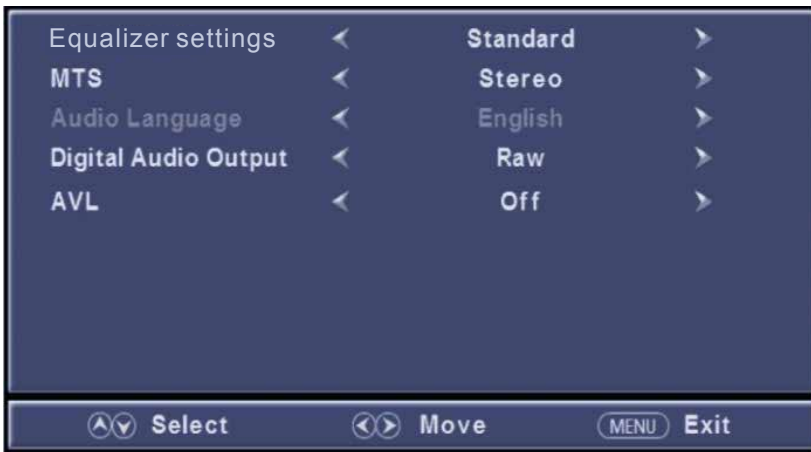 Equalizer settings Standard
MTS Stereo
Audio Language English
Digital Audio Output Raw
AVL Off
Select Move MENU Exit